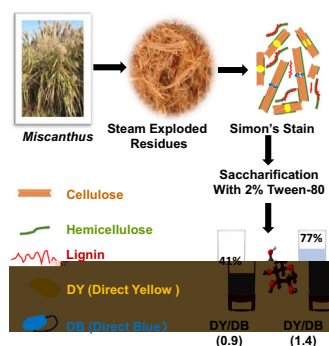 Miscanthus
Steam Exploded
Residues
Simon's Stain
Saccharification
With 2% Tween-80
Cellulose
Hemicellulose
Lignin
DY (Direct Yellow )
DB (Direct Blue)
41%
77%
DY/DB
(0.9)
DY/DB
(1.4)